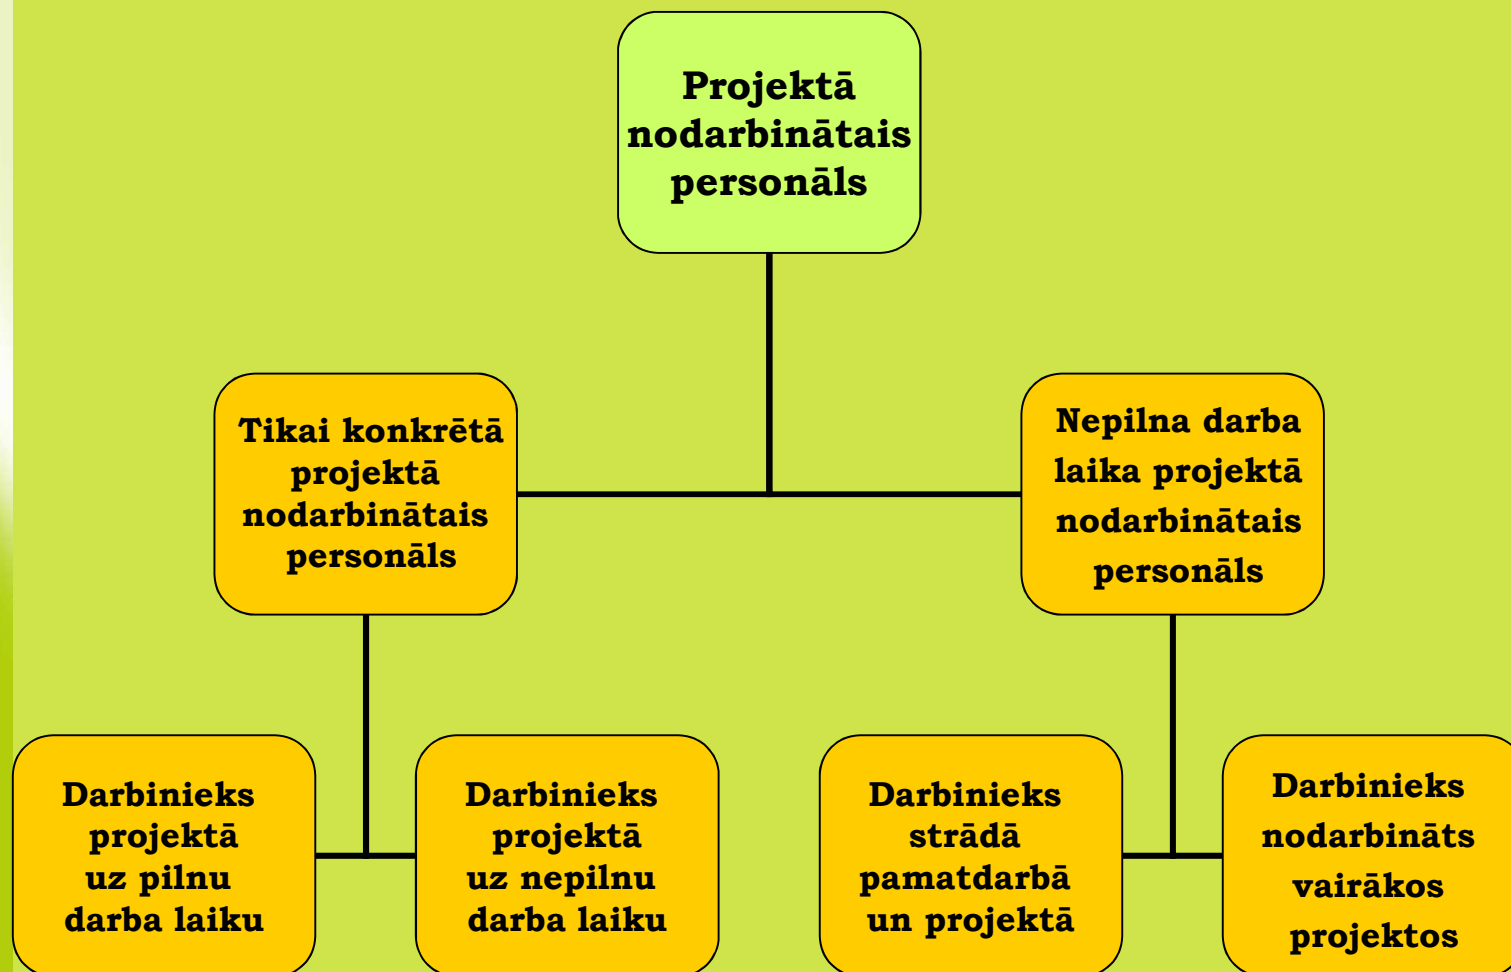 Projektā
nodarbinātais
personāls
Tikai konkrētā
projektā
nodarbinātais
personāls
Nepilna darba
laika projektā
nodarbinātais
personāls
Darbinieks
projektā
uz pilnu
darba laiku
Darbinieks
projektā
uz nepilnu
darba laiku
Darbinieks
strādā
pamatdarbā
un projektā
Darbinieks
nodarbināts
vairākos
projektos